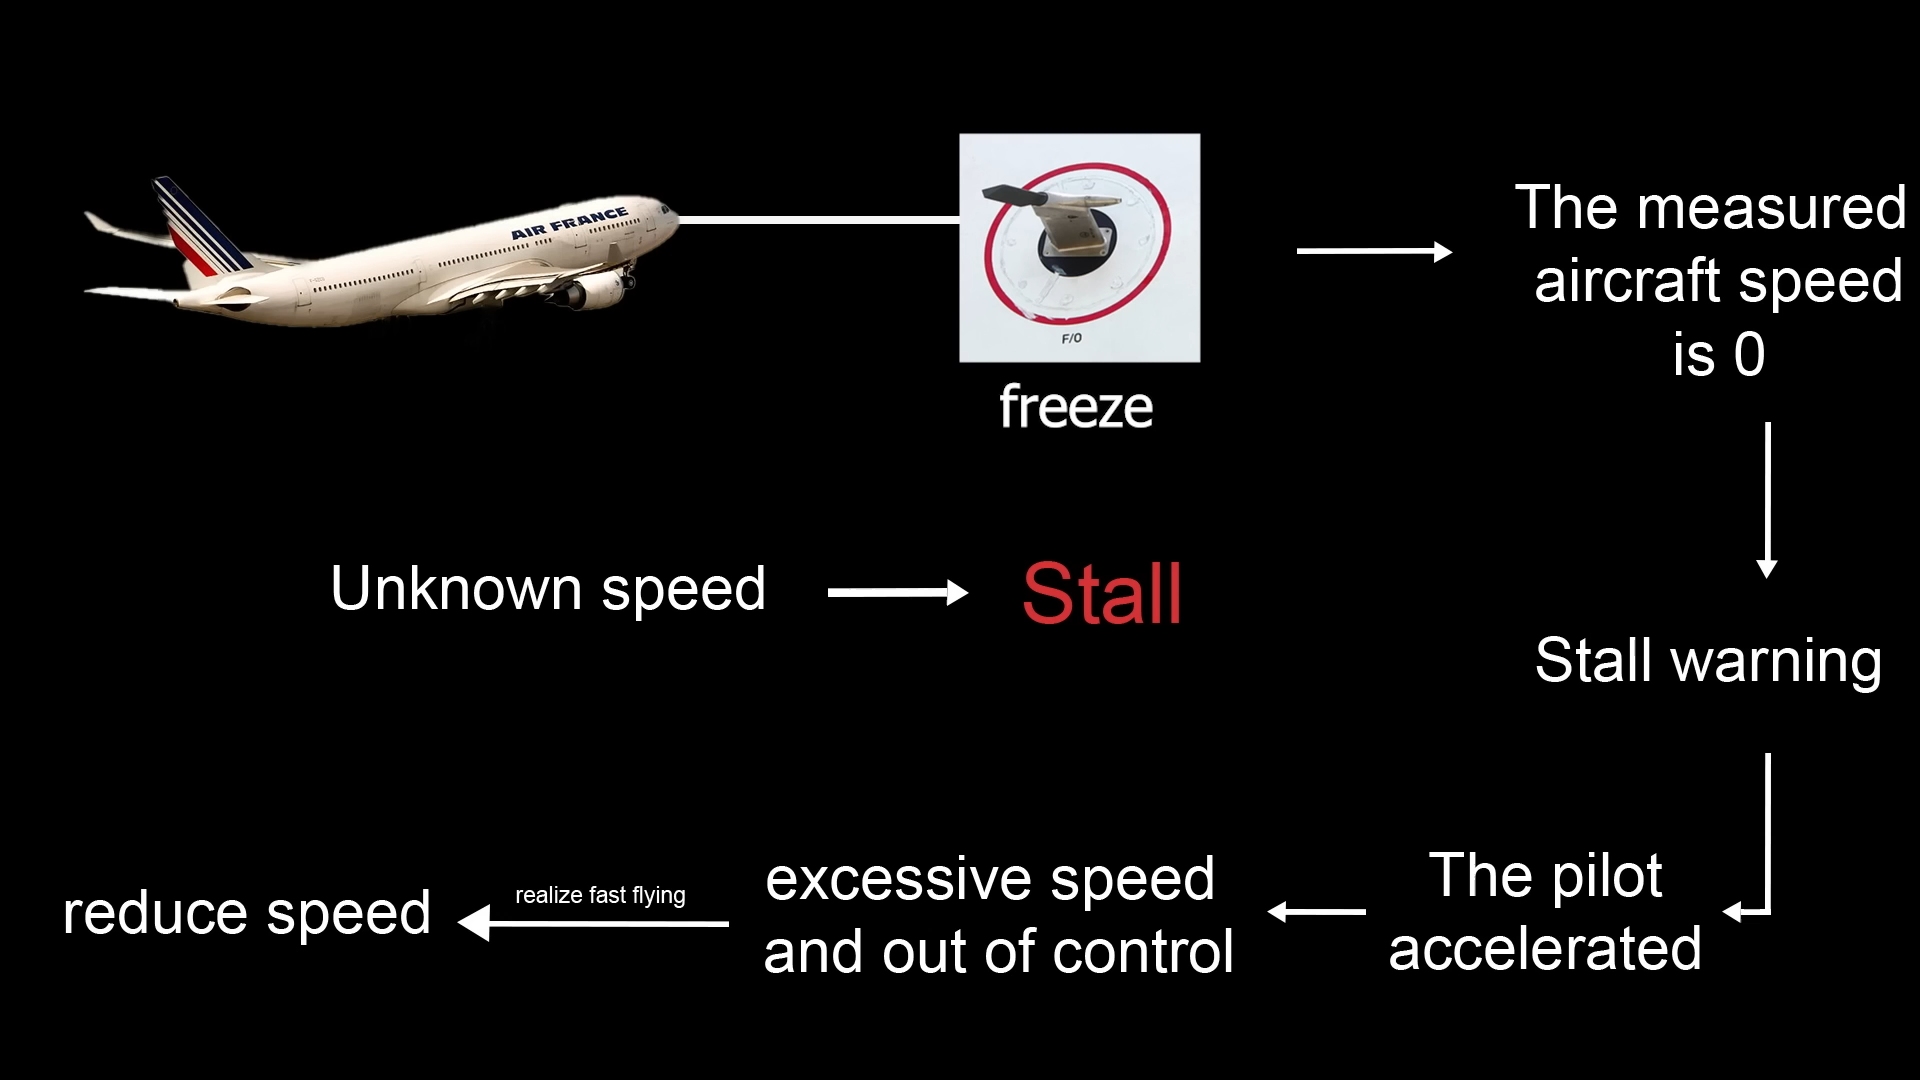 AIR FRANCE
F/O
freeze
The measured
aircraft speed
is 0
Unknown speed
Stall
Stall warning
The pilot
accelerated
excessive speed
and out of control
realize fast flying
reduce speed